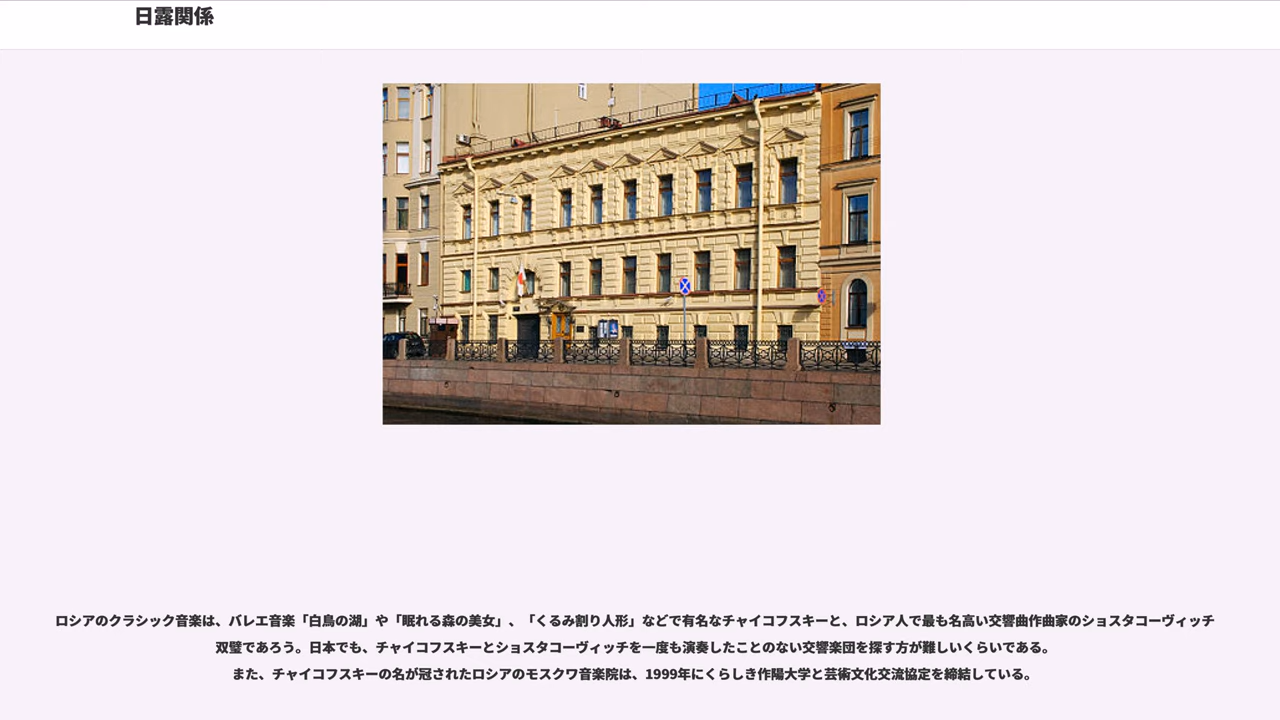 日露関係
ロシアのクラシック音楽は、バレエ音楽「白鳥の湖」や「眠れる森の美女」、「くるみ割り人形」などで有名なチャイコフスキーと、ロシア人で最も名高い交響曲作曲家のショスタコーヴィッチ
双璧であろう。日本でも、チャイコフスキーとショスタコーヴィッチを一度も演奏したことのない交響楽団を探す方が難しいくらいである。
また、チャイコフスキーの名が冠されたロシアのモスクワ音楽院は、1999年にくらしき作陽大学と芸術文化交流協定を締結している。